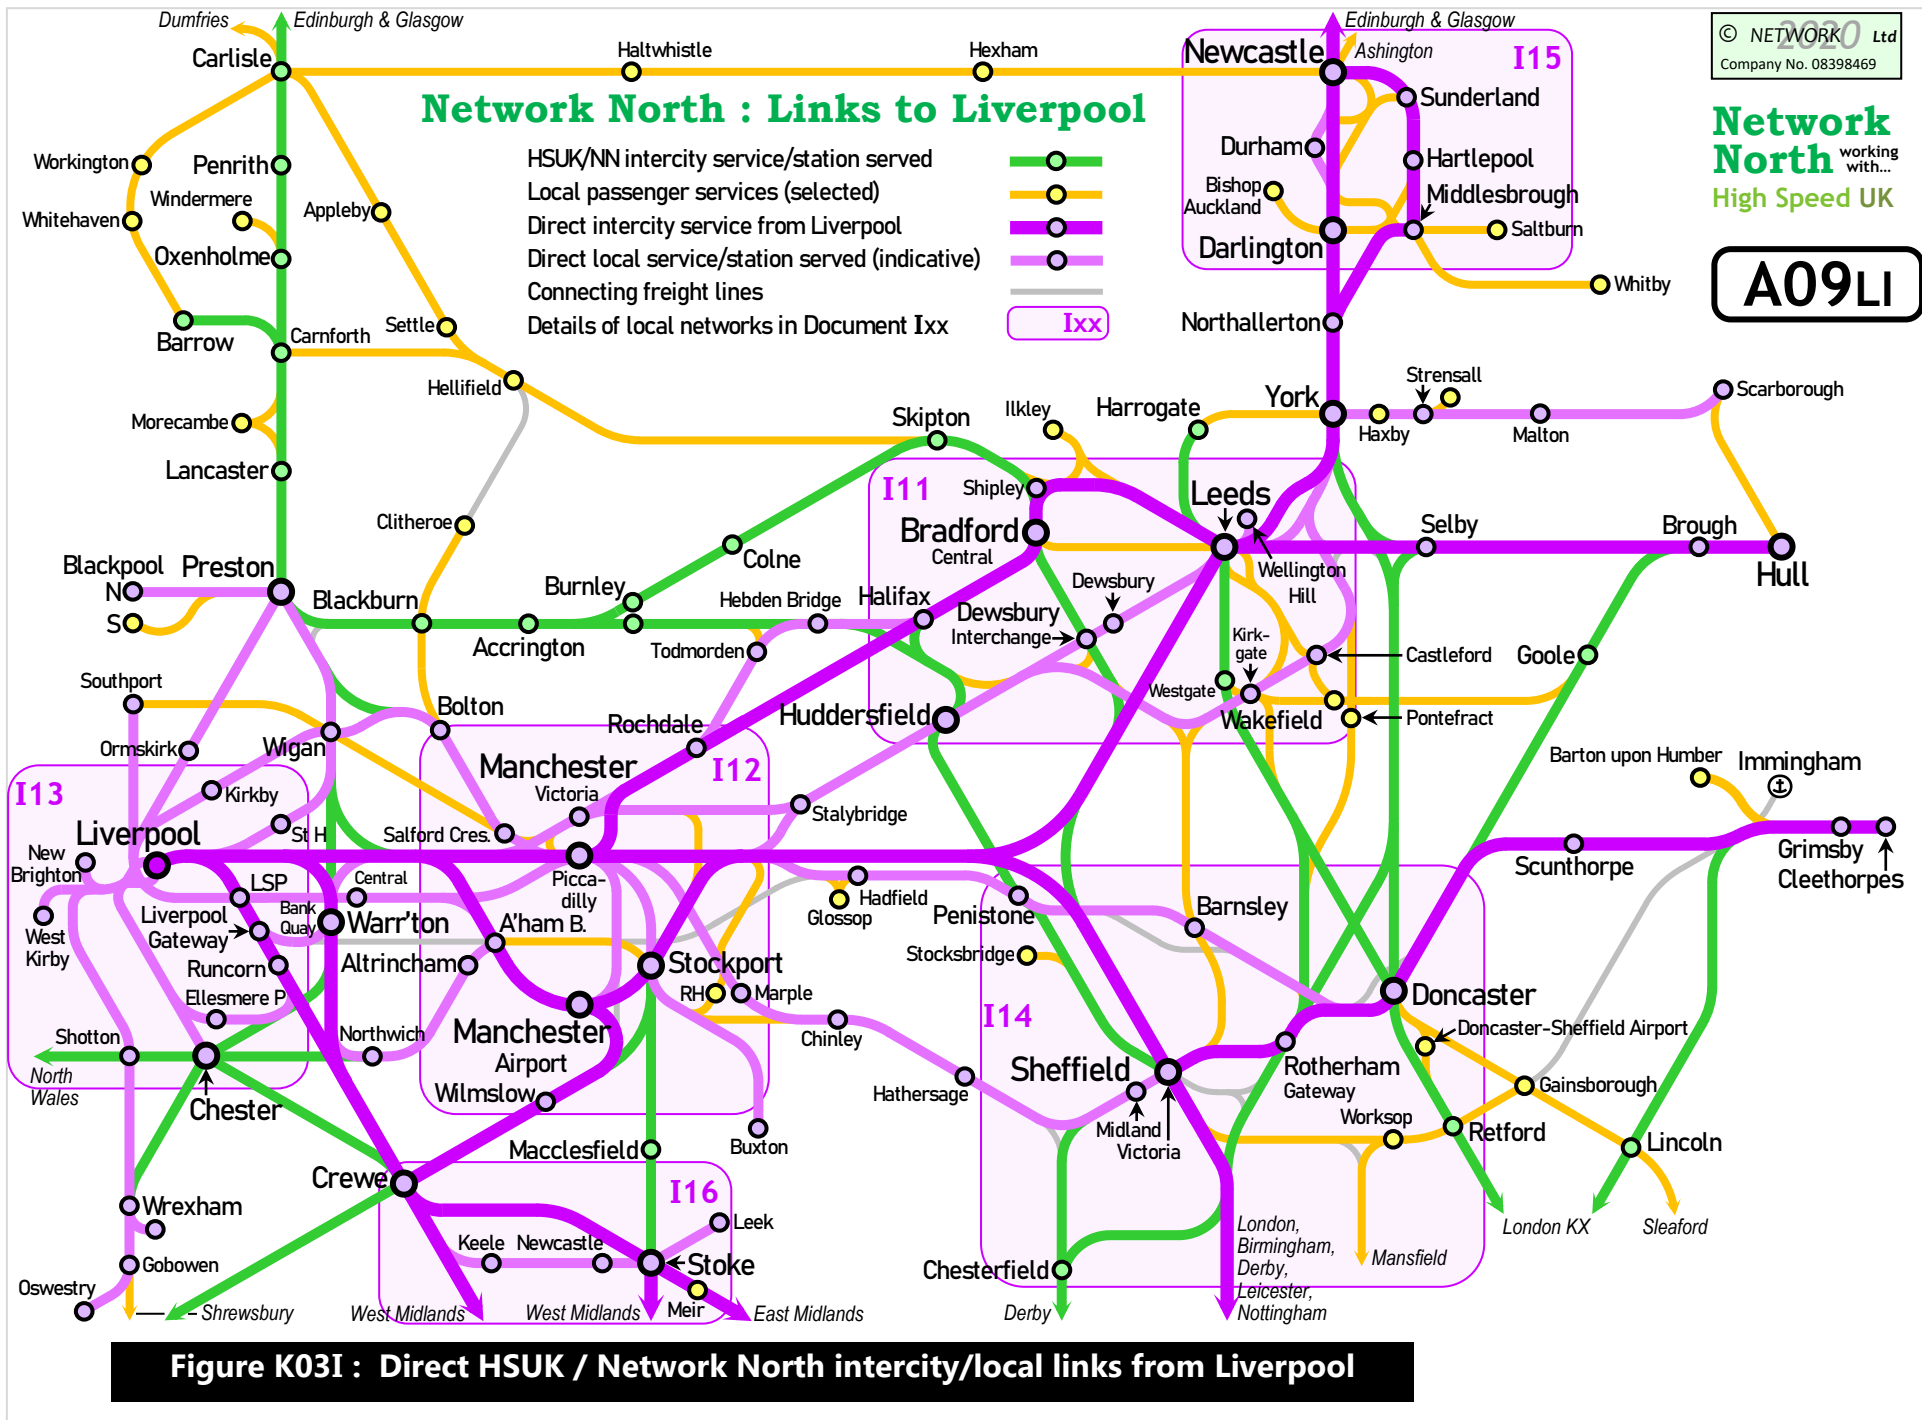 Dumfries
Edinburgh & Glasgow
Edinburgh & Glasgow
Ashington
© NETWORK 2020 Ltd
Company No. 08398469
Carlisle
Haltwhistle
Hexham
Newcastle
I15
Network North : Links to Liverpool
Sunderland
Network
North working
with...
High Speed UK
Workington
Penrith
HSUK/NN intercity service/station served
Durham
Hartlepool
Windermere
Local passenger services (selected)
Bishop
Auckland
Middlesbrough
Whitehaven
Appleby
Direct intercity service from Liverpool
Saltburn
Oxenholme
Direct local service/station served (indicative)
Darlington
Whitby
A09LI
Connecting freight lines
Details of local networks in Document Ixx
Ixx
Barrow
Carnforth
Settle
Northallerton
Hellifield
Strensall
Scarborough
Morecambe
Skipton
Ilkley
Harrogate
York
Haxby
Malton
Lancaster
I11
Shipley
Leeds
Clitheroe
Bradford
Central
Selby
Brough
Colne
Wellington
Hill
Hull
Blackpool
N
S
Preston
Blackburn
Burnley
Hebden Bridge
Halifax
Dewsbury
Dewsbury
Interchange
Accrington
Todmorden
Kirk-
gate
Castleford
Goole
Southport
Westgate
Wakefield
Pontefract
Bolton
Rochdale
Huddersfield
Ormskirk
Wigan
Manchester
Victoria
I12
Barton upon Humber
Immingham
I13
Kirkby
Stalybridge
Liverpool
St H
Salford Cres.
New
Brighton
Picca-
dilly
Scunthorpe
Grimsby
Cleethorpes
LSP
Central
Hadfield
Glossop
Penistone
Barnsley
Liverpool
Gateway
Bank
Quay
Warr'ton
A'ham B.
West
Kirby
Runcorn
Altrincham
Stockport
Stocksbridge
Ellesmere P
RH
Marple
Doncaster
I14
Shotton
Northwich
Manchester
Airport
Chinley
Doncaster-Sheffield Airport
North
Wales
Sheffield
Rotherham
Gateway
Gainsborough
Chester
Wilmslow
Hathersage
Midland
Victoria
Worksop
Retford
Lincoln
Macclesfield
Buxton
Crewe
I16
Wrexham
Leek
London KX
Sleaford
London,
Birmingham,
Derby,
Leicester,
Nottingham
Keele
Newcastle
Stoke
Mansfield
Gobowen
Chesterfield
Oswestry
Shrewsbury
West Midlands
West Midlands
Meir
East Midlands
Derby
Figure K03I : Direct HSUK / Network North intercity/local links from Liverpool